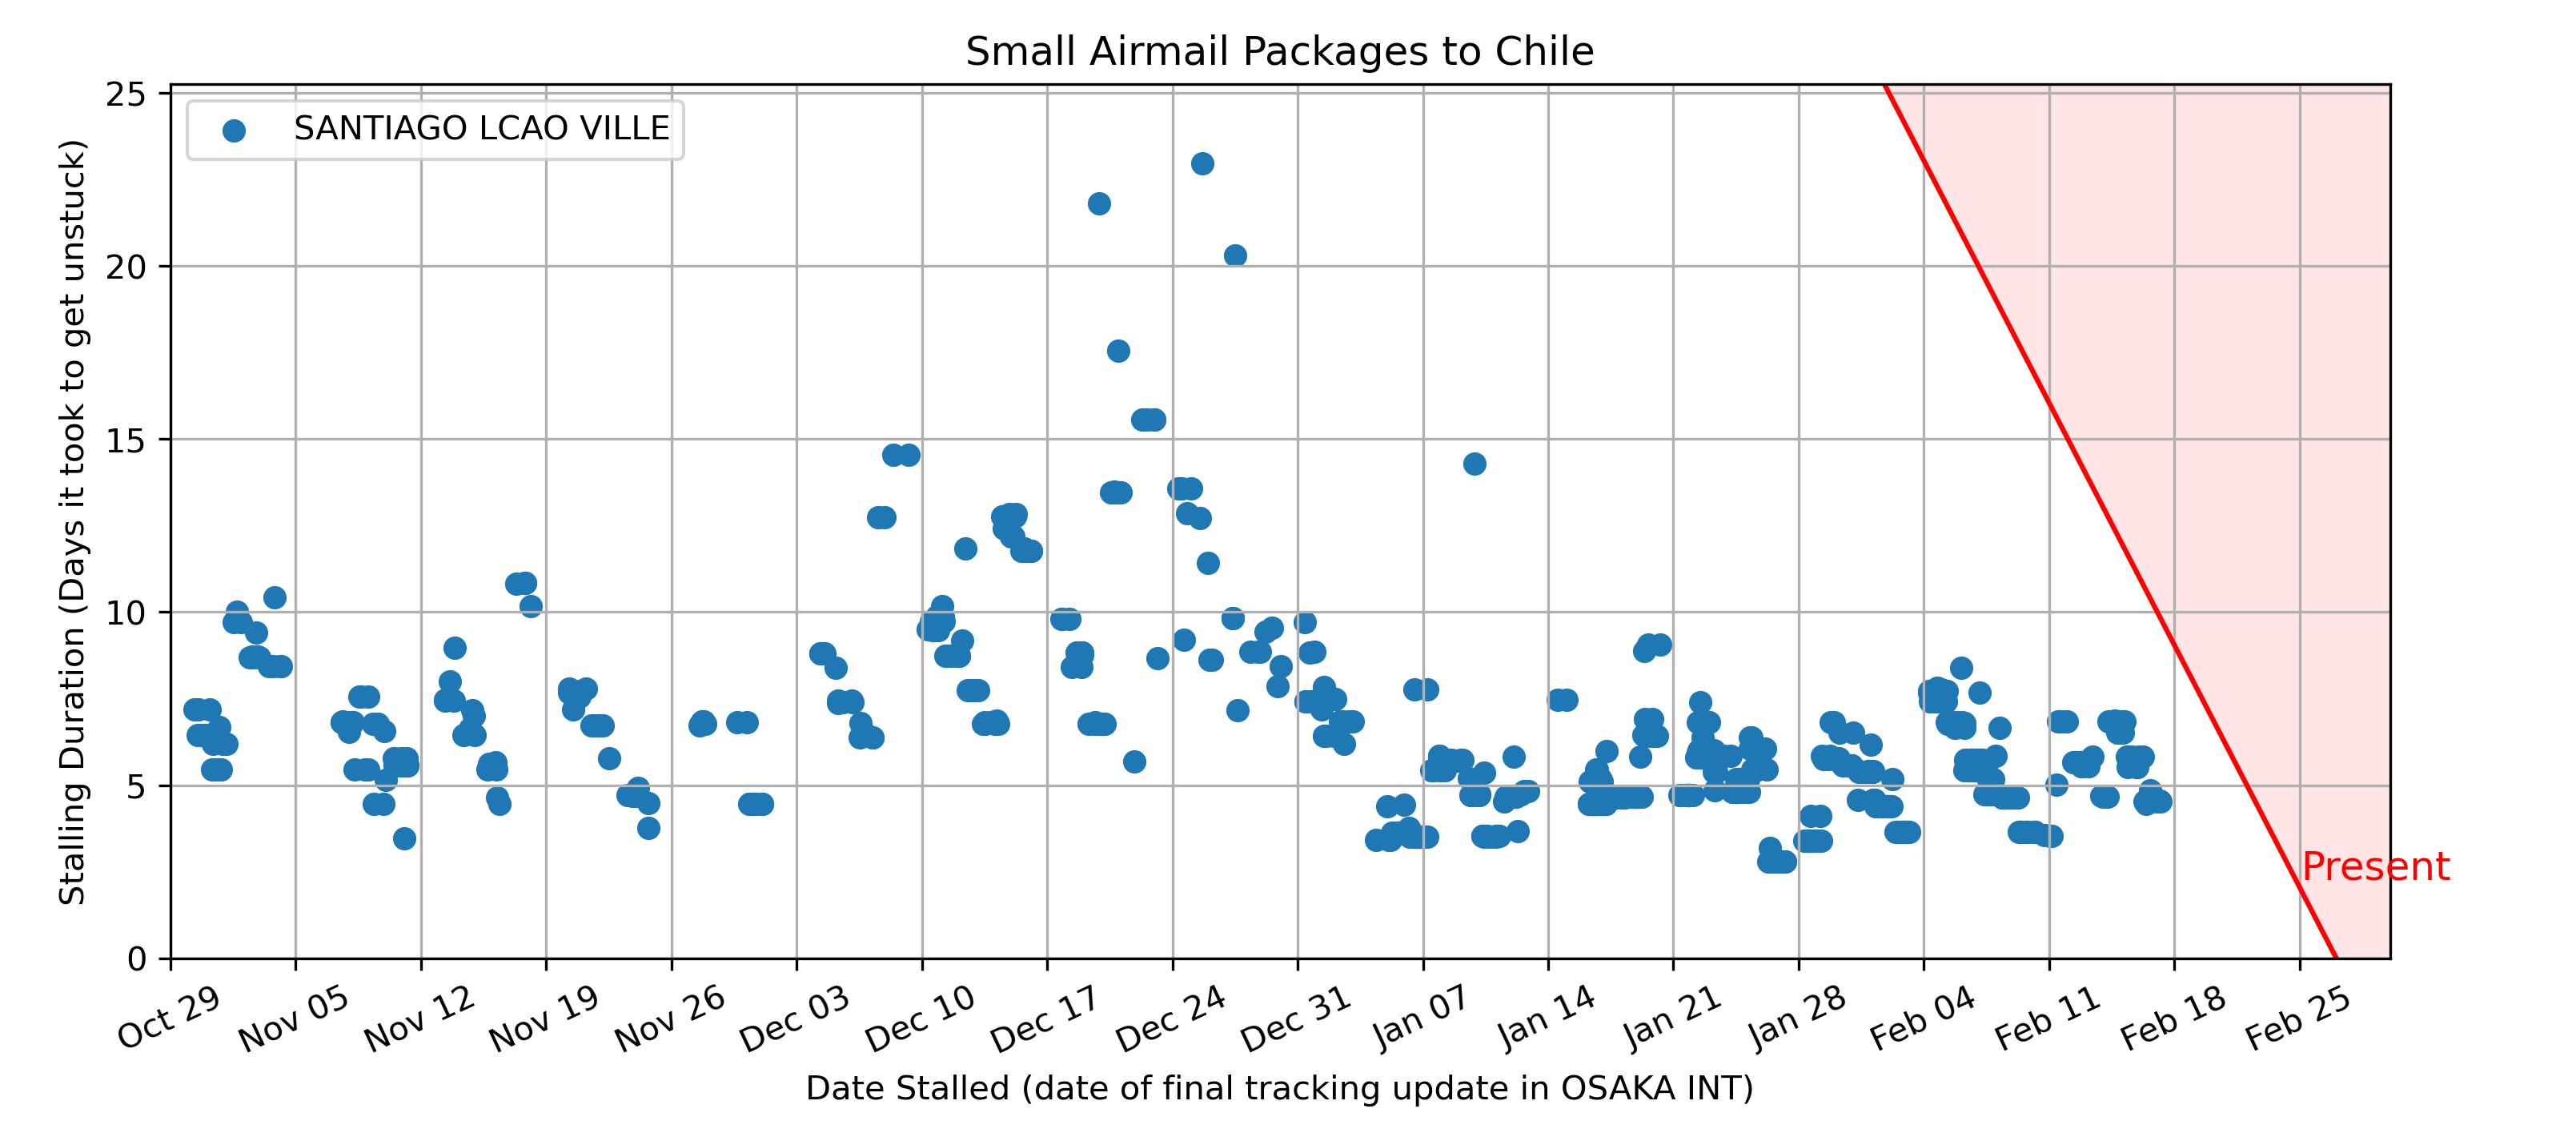 Small Airmail Packages to Chile
SANTIAGO LCAO VILLE
Stalling Duration (Days it took to get unstuck)
25
20
15
10
5
0
Present
Oct 29
Nov 05
Nov 12
Nov 19
Nov 26
Dec 03
Dec 10
Dec 17
Dec 24
Dec 31
Jan 07
Jan 14
Jan 21
Jan 28
Feb 04
Feb 11
Feb 18
Feb 25
Date Stalled (date of final tracking update in OSAKA INT)